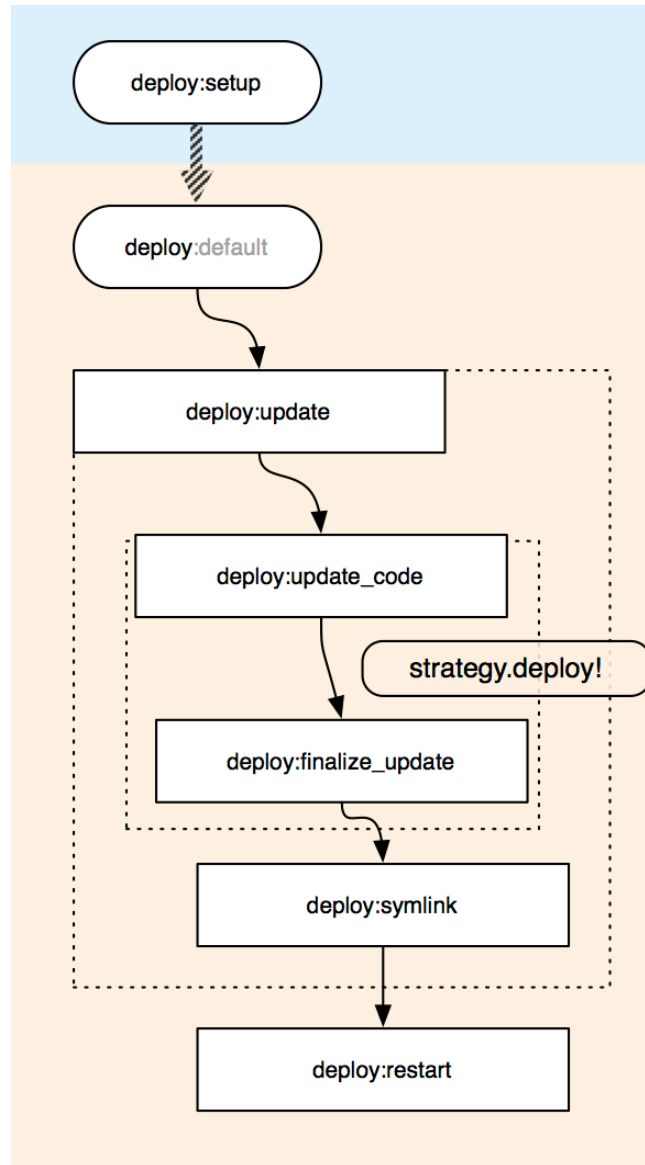 deploy:setup
deploy:default
deploy:update
deploy:update_code
strategy.deploy!
deploy:finalize_update
deploy:symlink
deploy:restart